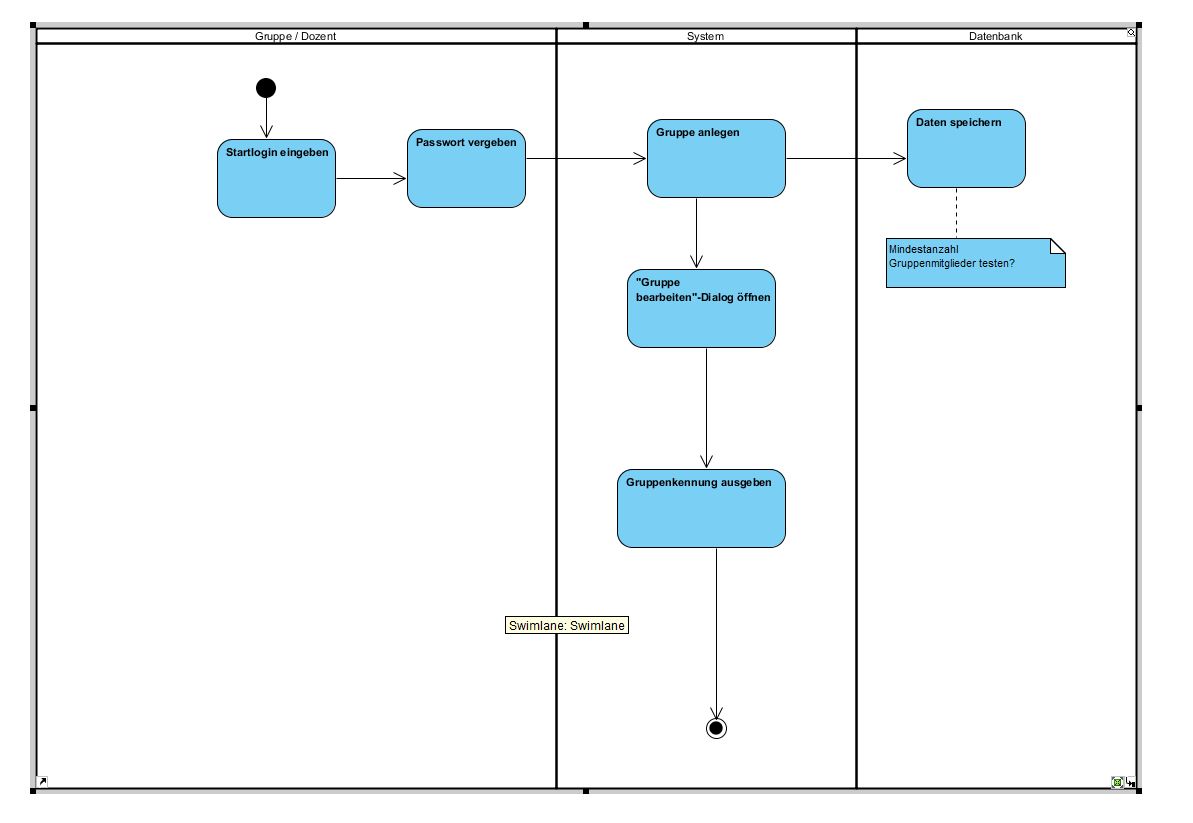 Gruppe / Dozent
System
Datenbank
Startlogin eingeben
Passwort vergeben
Gruppe anlegen
Daten speichern
Mindestanzahl
Gruppenmitglieder testen?
"Gruppe
bearbeiten"-Dialog öffnen
Gruppenkennung ausgeben
Swimlane: Swimlane